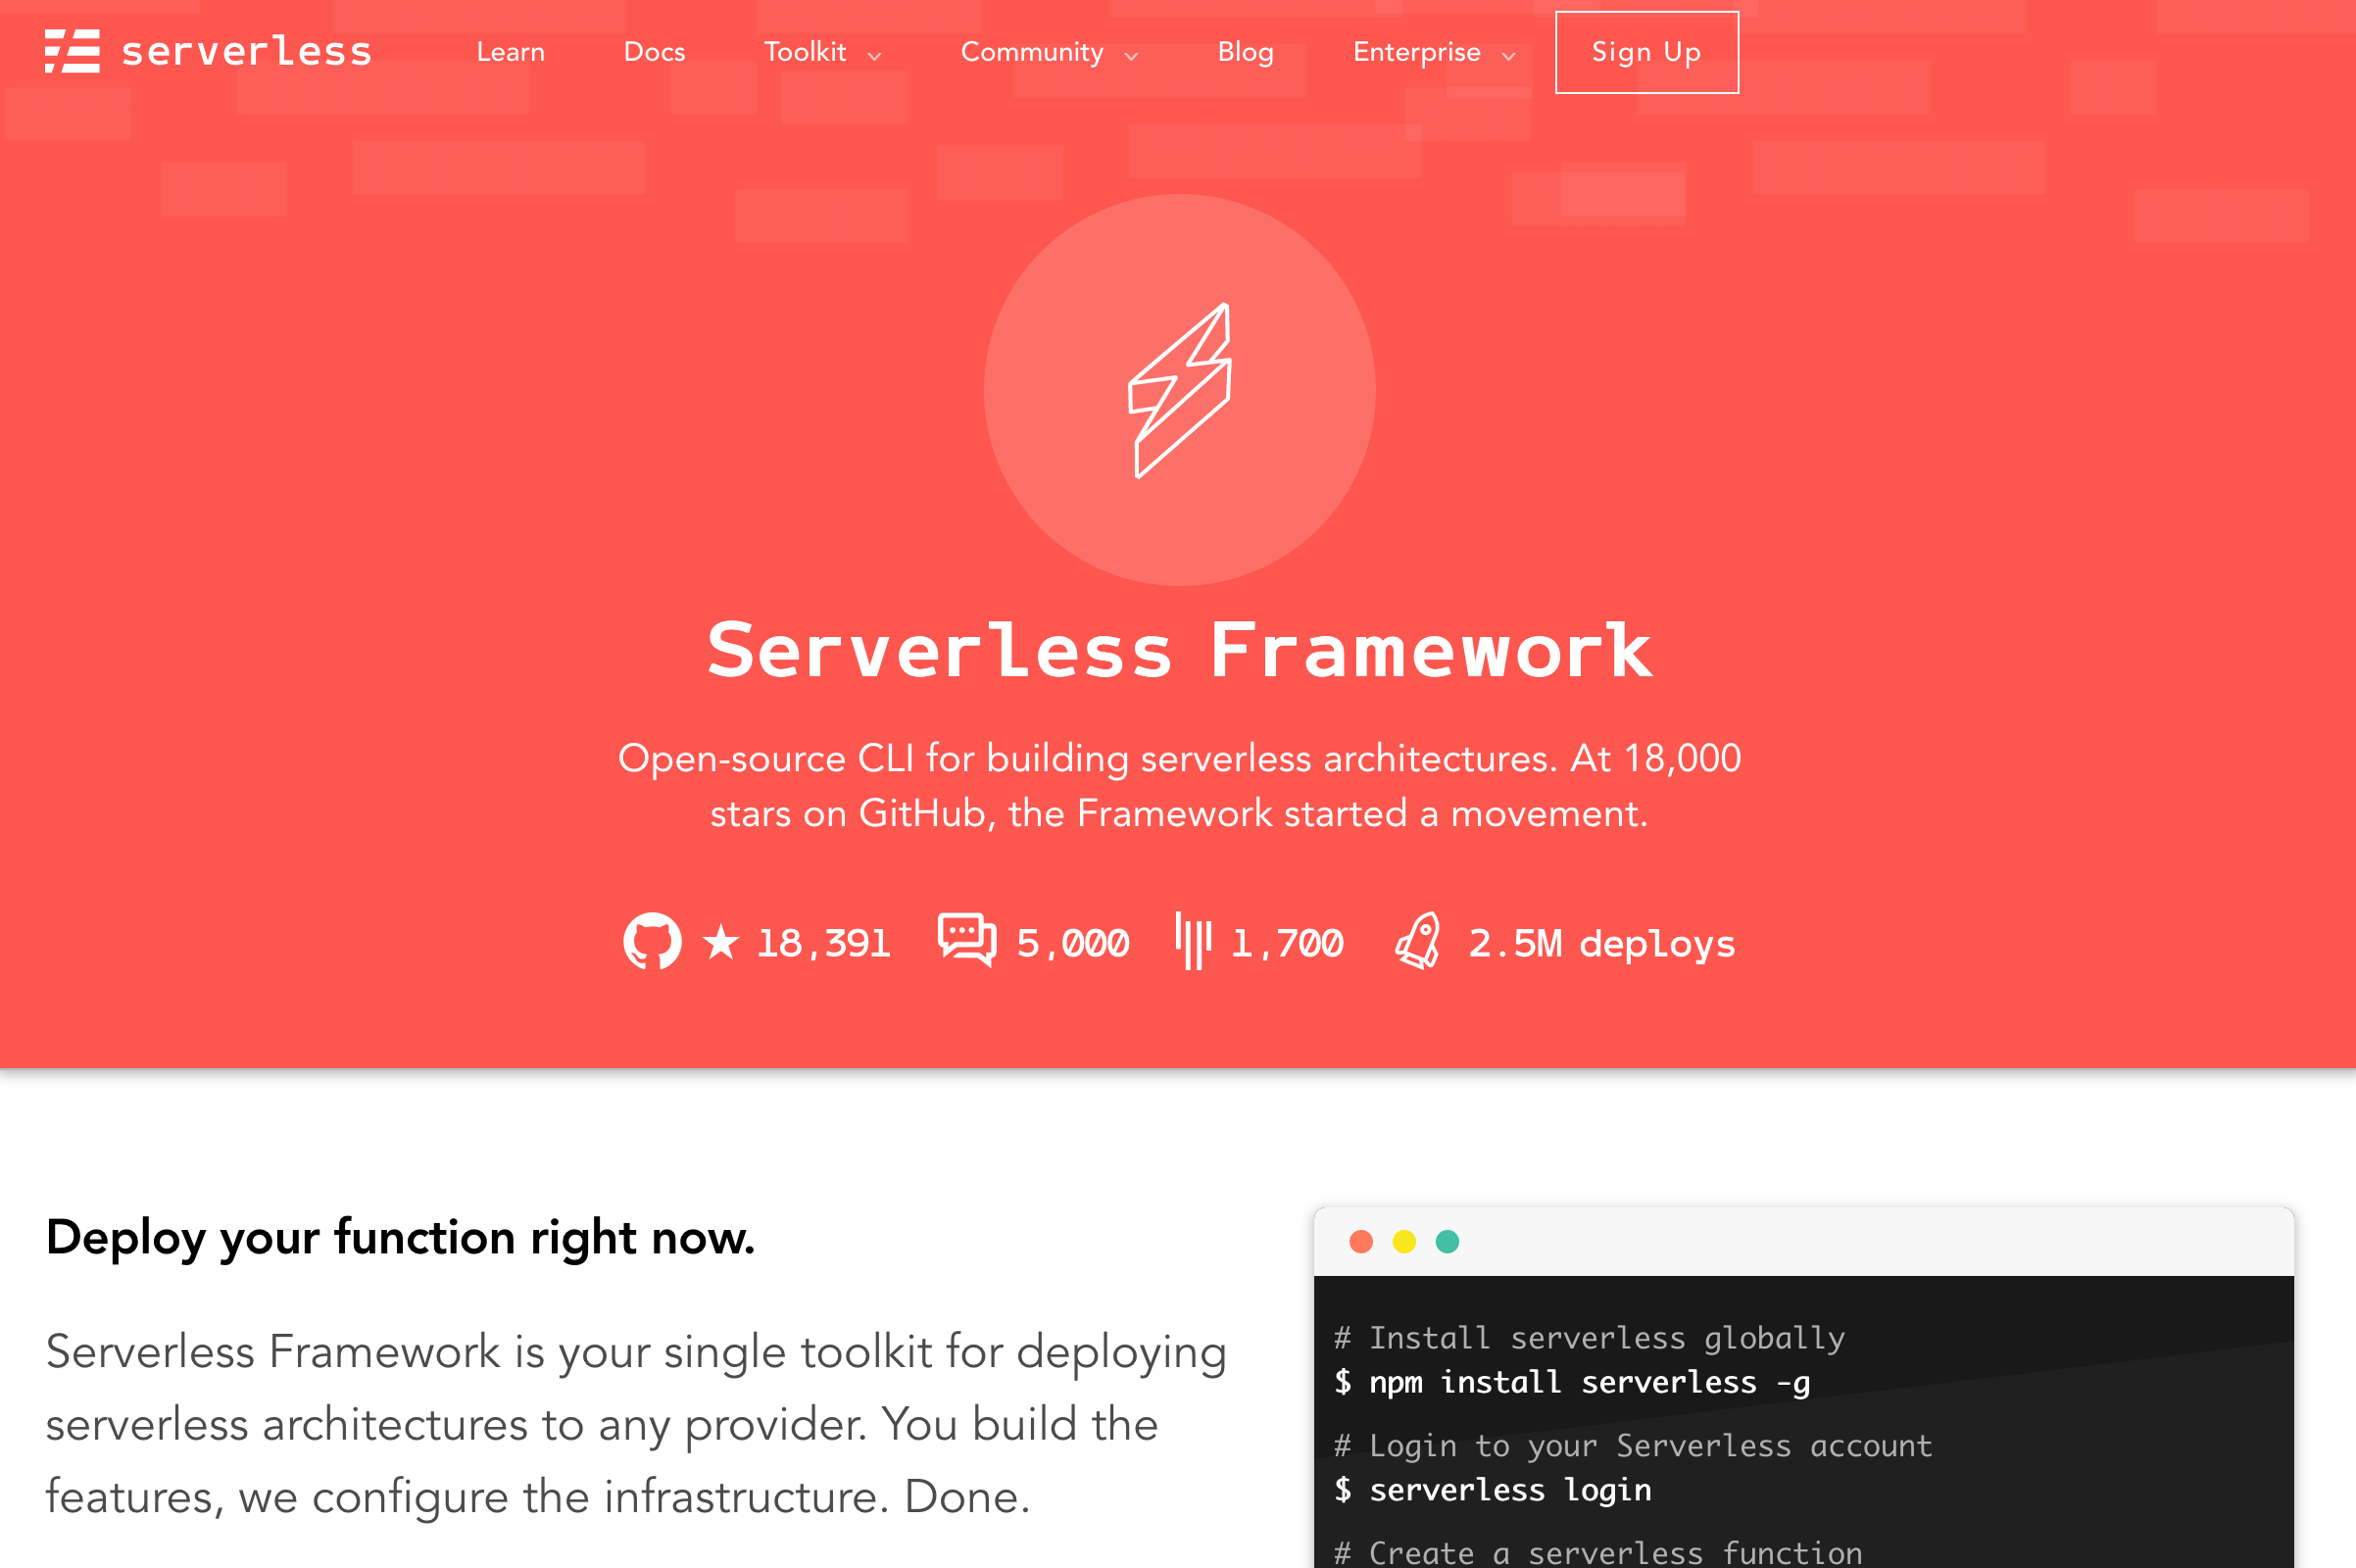 serverless Learn Docs Toolkit Community Blog Enterprise Sign Up
Serverless Framework
Open-source CLI for building serverless architectures. At 18,000
stars on GitHub, the Framework started a movement.
★ 18,391 5,000 1,700 2.5M deploys
Deploy your function right now.
Serverless Framework is your single toolkit for deploying
serverless architectures to any provider. You build the
features, we configure the infrastructure. Done.
# Install serverless globally
$ npm install serverless -g
# Login to your Serverless account
$ serverless login
# Create a serverless function